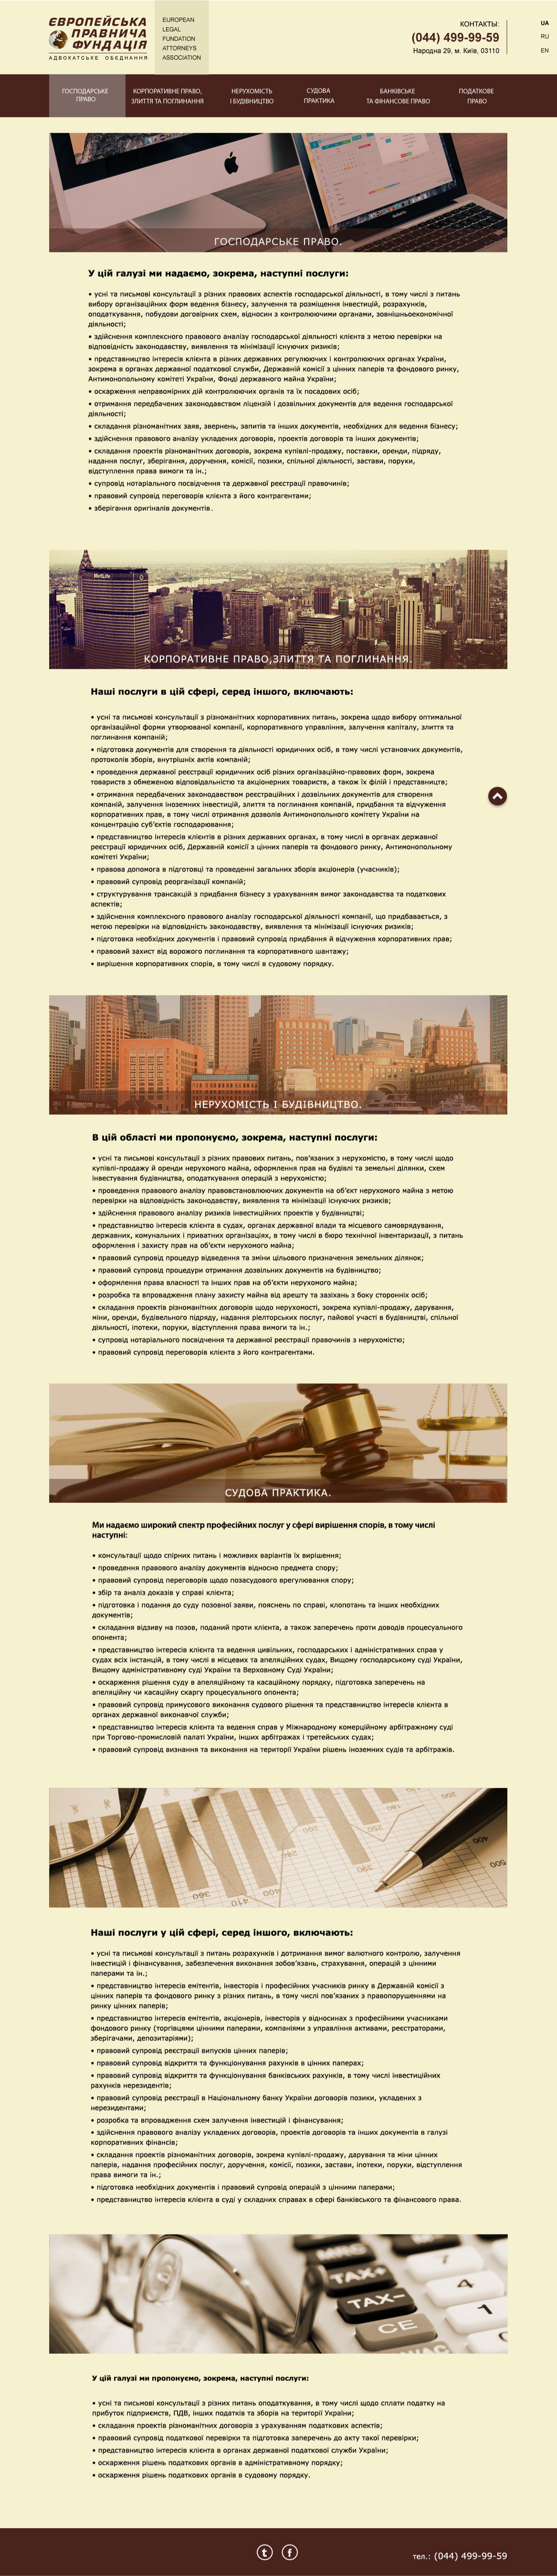 ЄВРОПЕЙСЬКА
ПРАВНИЧА
ФУНДАЦІЯ
АДВОКАТСЬКЕ ОБЄДНАННЯ
EUROPEAN
LEGAL
FUNDATION
ATTORNEYS
ASSOCIATION
КОНТАКТЫ:
(044) 499-99-59
Народна 29, м. Київ, 03110
UA
RU
EN
ГОСПОДАРСЬКЕ
ПРАВО
КОРПОРАТИВНЕ ПРАВО,
ЗЛИТТЯ ТА ПОГЛИНАННЯ
НЕРУХОМІСТЬ
І БУДІВНИЦТВО
СУДОВА
ПРАКТИКА
БАНКІВСЬКЕ
ТА ФІНАНСОВЕ ПРАВО
ПОДАТКОВЕ
ПРАВО
ГОСПОДАРСЬКЕ ПРАВО.
У цій галузі ми надаємо, зокрема, наступні послуги:
• усні та письмові консультації з різних правових аспектів господарської діяльності, в тому числі з питань
вибору організаційних форм ведення бізнесу, залучення та розміщення інвестицій, розрахунків,
оподаткування, побудови договірних схем, відносин з контролюючими органами, зовнішньоекономічної
діяльності;
• здійснення комплексного правового аналізу господарської діяльності клієнта з метою перевірки на
відповідність законодавству, виявлення та мінімізації існуючих ризиків;
• представництво інтересів клієнта в різних державних регулюючих і контролюючих органах України,
зокрема в органах державної податкової служби, Державній комісії з цінних паперів та фондового ринку,
Антимонопольному комітеті України, Фонді державного майна України;
• оскарження неправомірних дій контролюючих органів та їх посадових осіб;
• отримання передбачених законодавством ліцензій і дозвільних документів для ведення господарської
діяльності;
• складання різноманітних заяв, звернень, запитів та інших документів, необхідних для ведення бізнесу;
• здійснення правового аналізу укладених договорів, проектів договорів та інших документів;
• складання проектів різноманітних договорів, зокрема купівлі-продажу, поставки, оренди, підряду,
надання послуг, зберігання, доручення, комісії, позики, спільної діяльності, застави, поруки,
відступлення права вимоги та ін.;
• супровід нотаріального посвідчення та державної реєстрації правочинів;
• правовий супровід переговорів клієнта з його контрагентами;
• зберігання оригіналів документів.
MetLife
КОРПОРАТИВНЕ ПРАВО,ЗЛИТТЯ ТА ПОГЛИНАННЯ.
Наші послуги в цій сфері, серед іншого, включають:
• усні та письмові консультації з різноманітних корпоративних питань, зокрема щодо вибору оптимальної
організаційної форми утворюваної компанії, корпоративного управління, залучення капіталу, злиття та
поглинання компаній;
• підготовка документів для створення та діяльності юридичних осіб, в тому числі установчих документів,
протоколів зборів, внутрішніх актів компаній;
• проведення державної реєстрації юридичних осіб різних організаційно-правових форм, зокрема
товариств з обмеженою відповідальністю та акціонерних товариств, а також їх філій і представництв;
• отримання передбачених законодавством реєстраційних і дозвільних документів для створення
компаній, залучення іноземних інвестицій, злиття та поглинання компаній, придбання та відчуження
корпоративних прав, в тому числі отримання дозволів Антимонопольного комітету України на
концентрацію суб'єктів господарювання;
• представництво інтересів клієнтів в різних державних органах, в тому числі в органах державної
реєстрації юридичних осіб, Державній комісії з цінних паперів та фондового ринку, Антимонопольному
комітеті України;
• правова допомога в підготовці та проведенні загальних зборів акціонерів (учасників);
• правовий супровід реорганізації компаній;
• структурування трансакцій з придбання бізнесу з урахуванням вимог законодавства та податкових
аспектів;
• здійснення комплексного правового аналізу господарської діяльності компанії, що придбавається, з
метою перевірки на відповідність законодавству, виявлення та мінімізації існуючих ризиків;
• підготовка необхідних документів і правовий супровід придбання й відчуження корпоративних прав;
• правовий захист від ворожого поглинання та корпоративного шантажу;
• вирішення корпоративних спорів, в тому числі в судовому порядку.
НЕРУХОМІСТЬ І БУДІВНИЦТВО.
В цій області ми пропонуємо, зокрема, наступні послуги:
• усні та письмові консультації з різних правових питань, пов'язаних з нерухомістю, в тому числі щодо
купівлі-продажу й оренди нерухомого майна, оформлення прав на будівлі та земельні ділянки, схем
інвестування будівництва, оподаткування операцій з нерухомістю;
• проведення правового аналізу правовстановлюючих документів на об'єкт нерухомого майна з метою
перевірки на відповідність законодавству, виявлення та мінімізації існуючих ризиків;
• здійснення правового аналізу ризиків інвестиційних проектів у будівництві;
• представництво інтересів клієнта в судах, органах державної влади та місцевого самоврядування,
державних, комунальних і приватних організаціях, в тому числі в бюро технічної інвентаризації, з питань
оформлення і захисту прав на об'єкти нерухомого майна;
• правовий супровід процедур відведення та зміни цільового призначення земельних ділянок;
• правовий супровід процедури отримання дозвільних документів на будівництво;
• оформлення права власності та інших прав на об'єкти нерухомого майна;
• розробка та впровадження плану захисту майна від арешту та зазіхань з боку сторонніх осіб;
• складання проектів різноманітних договорів щодо нерухомості, зокрема купівлі-продажу, дарування,
міни, оренди, будівельного підряду, надання ріелторських послуг, пайової участі в будівництві, спільної
діяльності, іпотеки, поруки, відступлення права вимоги та ін.;
• супровід нотаріального посвідчення та державної реєстрації правочинів з нерухомістю;
• правовий супровід переговорів клієнта з його контрагентами.
СУДОВА ПРАКТИКА.
Ми надаємо широкий спектр професійних послуг у сфері вирішення спорів, в тому числі
наступні:
• консультації щодо спірних питань і можливих варіантів їх вирішення;
• проведення правового аналізу документів відносно предмета спору;
• правовий супровід переговорів щодо позасудового врегулювання спору;
• збір та аналіз доказів у справі клієнта;
• підготовка і подання до суду позовної заяви, пояснень по справі, клопотань та інших необхідних
документів;
• складання відзиву на позов, поданий проти клієнта, а також заперечень проти доводів процесуального
опонента;
• представництво інтересів клієнта та ведення цивільних, господарських і адміністративних справ у
судах всіх інстанцій, в тому числі в місцевих та апеляційних судах, Вищому господарському суді України,
Вищому адміністративному суді України та Верховному Суді України;
• оскарження рішення суду в апеляційному та касаційному порядку, підготовка заперечень на
апеляційну чи касаційну скаргу процесуального опонента;
• правовий супровід примусового виконання судового рішення та представництво інтересів клієнта в
органах державної виконавчої служби;
• представництво інтересів клієнта та ведення справ у Міжнародному комерційному арбітражному суді
при Торгово-промисловій палаті України, інших арбітражах і третейських судах;
• правовий супровід визнання та виконання на території України рішень іноземних судів та арбітражів.
360
410
400
390
400
500
Наші послуги у цій сфері, серед іншого, включають:
• усні та письмові консультації з питань розрахунків і дотримання вимог валютного контролю, залучення
інвестицій і фінансування, забезпечення виконання зобов'язань, страхування, операцій з цінними
паперами та ін.;
• представництво інтересів емітентів, інвесторів і професійних учасників ринку в Державній комісії з
цінних паперів та фондового ринку з різних питань, в тому числі пов'язаних з правопорушеннями на
ринку цінних паперів;
• представництво інтересів емітентів, акціонерів, інвесторів у відносинах з професійними учасниками
фондового ринку (торгівцями цінними паперами, компаніями з управління активами, реєстраторами,
зберігачами, депозитаріями);
• правовий супровід реєстрації випусків цінних паперів;
• правовий супровід відкриття та функціонування рахунків в цінних паперах;
• правовий супровід відкриття та функціонування банківських рахунків, в тому числі інвестиційних
рахунків нерезидентів;
• правовий супровід реєстрації в Національному банку України договорів позики, укладених з
нерезидентами;
• розробка та впровадження схем залучення інвестицій і фінансування;
• здійснення правового аналізу укладених договорів, проектів договорів та інших документів в галузі
корпоративних фінансів;
• складання проектів різноманітних договорів, зокрема купівлі-продажу, дарування та міни цінних
паперів, надання професійних послуг, доручення, комісії, позики, застави, іпотеки, поруки, відступлення
права вимоги та ін.;
• підготовка необхідних документів і правовий супровід операцій с цінними паперами;
• представництво інтересів клієнта в суді у складних справах в сфері банківського та фінансового права.
TAX+
TAX-
CE
У цій галузі ми пропонуємо, зокрема, наступні послуги:
• усні та письмові консультації з різних питань оподаткування, в тому числі щодо сплати податку на
прибуток підприємств, ПДВ, інших податків та зборів на території України;
• складання проектів різноманітних договорів з урахуванням податкових аспектів;
• правовий супровід податкової перевірки та підготовка заперечень до акту такої перевірки;
• представництво інтересів клієнта в органах державної податкової служби України;
• оскарження рішень податкових органів в адміністративному порядку;
• оскарження рішень податкових органів в судовому порядку.
тел.: (044) 499-99-59